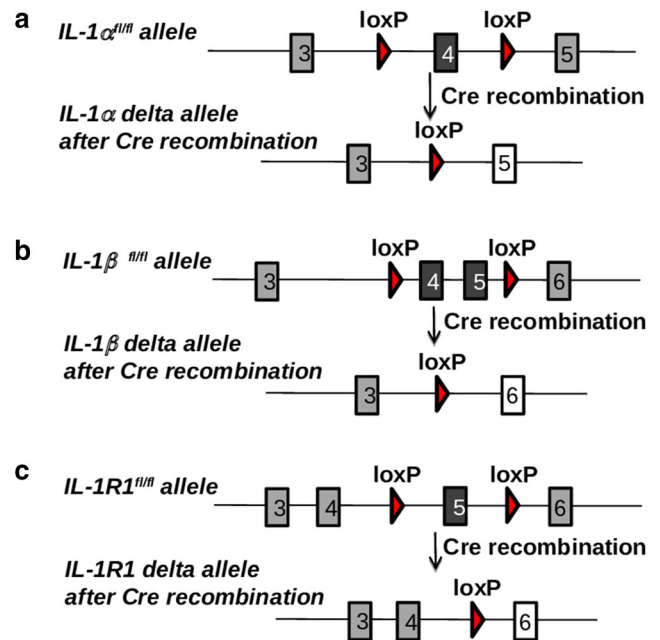 a
IL-1αfl/fl allele
loxP loxP
3 4 5
Cre recombination
IL-1α delta allele
after Cre recombination
loxP
3 5
b
IL-1β fl/fl allele
loxP loxP
3 4 5 6
Cre recombination
IL-1β delta allele
after Cre recombination
loxP
3 6
c
IL-1R1fl/fl allele
loxP loxP
3 4 5 6
Cre recombination
IL-1R1 delta allele
after Cre recombination
loxP
3 4 6